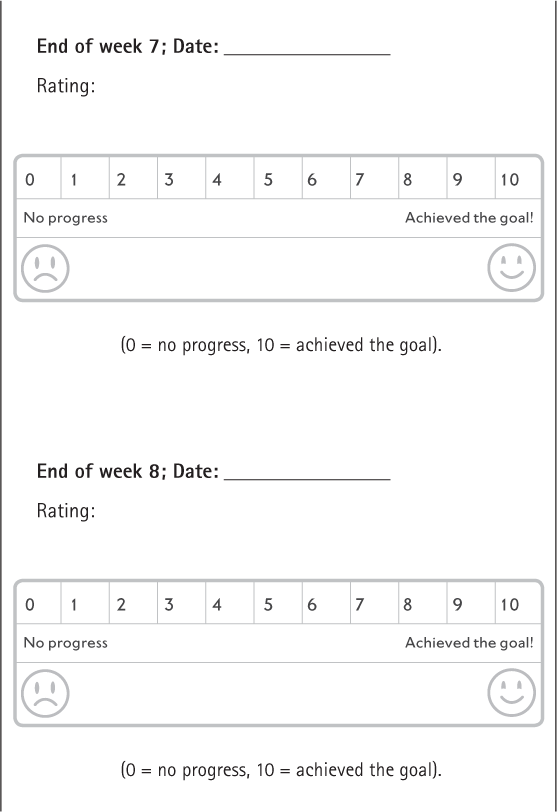 End of week 7; Date: _______________
Rating:
0 1 2 3 4 5 6 7 8 9 10
No progress Achieved the goal!
(0 = no progress, 10 = achieved the goal).
End of week 8; Date: _______________
Rating:
0 1 2 3 4 5 6 7 8 9 10
No progress Achieved the goal!
(0 = no progress, 10 = achieved the goal).